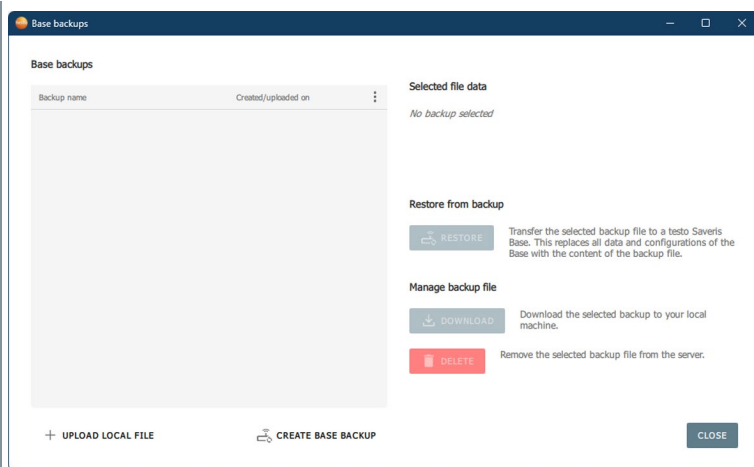 Base backups
Base backups
Backup name
Created/uploaded on
Selected file data
No backup selected
Restore from backup
RESTORE
Transfer the selected backup file to a testo Saveris
Base. This replaces all data and configurations of the
Base with the content of the backup file.
Manage backup file
DOWNLOAD
Download the selected backup to your local
machine.
DELETE
Remove the selected backup file from the server.
UPLOAD LOCAL FILE
CREATE BASE BACKUP
CLOSE